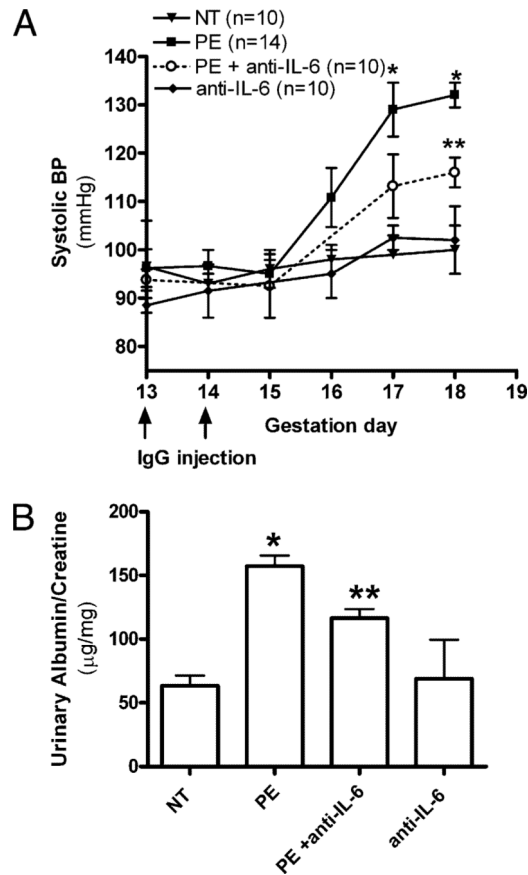 A
NT (n=10)
PE (n=14)
PE + anti-IL-6 (n=10)
anti-IL-6 (n=10)
Systolic BP
(mmHg)
140
130
120
110
100
90
80
*
*
**
13 14 15 16 17 18 19
Gestation day
IgG injection
B
Urinary Albumin/Creatine
(µg/mg)
200
150
100
50
0
*
**
NT
PE
PE +anti-IL-6
anti-IL-6